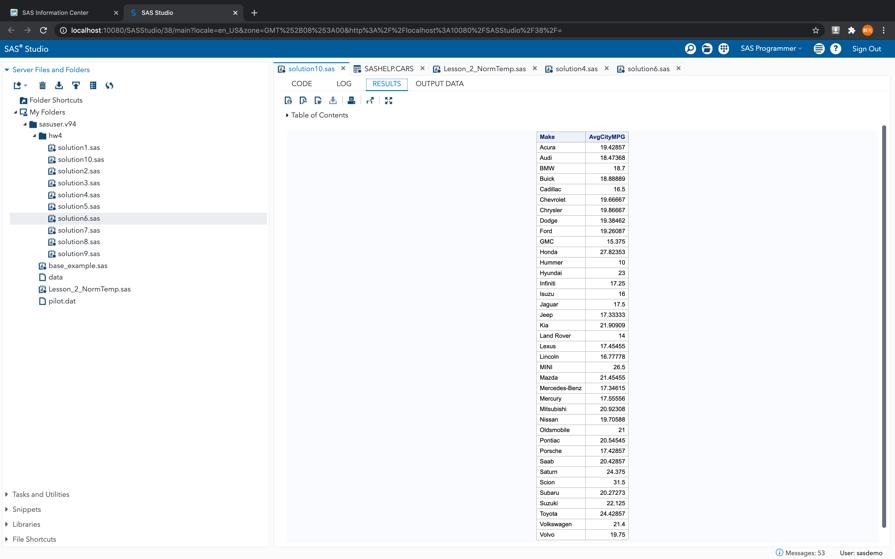 SAS Information Center
SAS Studio
localhost:10080/SASStudio/38/main?locale=en_US&zone=GMT%252B08%253A00&http%3A%2F%2Flocalhost%3A10080%2FSASStudio%2F38%2F=
SAS® Studio
SAS Programmer
Sign Out
Server Files and Folders
Folder Shortcuts
My Folders
sasuser.v94
hw4
solution1.sas
solution10.sas
solution2.sas
solution3.sas
solution4.sas
solution5.sas
solution6.sas
solution7.sas
solution8.sas
solution9.sas
base_example.sas
data
Lesson_2_NormTemp.sas
pilot.dat
Tasks and Utilities
Snippets
Libraries
File Shortcuts
solution10.sas
SASHELP.CARS
Lesson_2_NormTemp.sas
solution4.sas
solution6.sas
CODE
LOG
RESULTS
OUTPUT DATA
Table of Contents
Make AvgCityMPG
Acura 19.42857
Audi 18.47368
BMW 18.7
Buick 18.88889
Cadillac 16.5
Chevrolet 19.66667
Chrysler 19.86667
Dodge 19.38462
Ford 19.26087
GMC 15.375
Honda 27.82353
Hummer 10
Hyundai 23
Infiniti 17.25
Isuzu 16
Jaguar 17.5
Jeep 17.33333
Kia 21.90909
Land Rover 14
Lexus 17.45455
Lincoln 16.77778
MINI 26.5
Mazda 21.45455
Mercedes-Benz 17.34615
Mercury 17.55556
Mitsubishi 20.92308
Nissan 19.70588
Oldsmobile 21
Pontiac 20.54545
Porsche 17.42857
Saab 20.42857
Saturn 24.375
Scion 31.5
Subaru 20.27273
Suzuki 22.125
Toyota 24.42857
Volkswagen 21.4
Volvo 19.75
Messages: 53
User: sasdemo